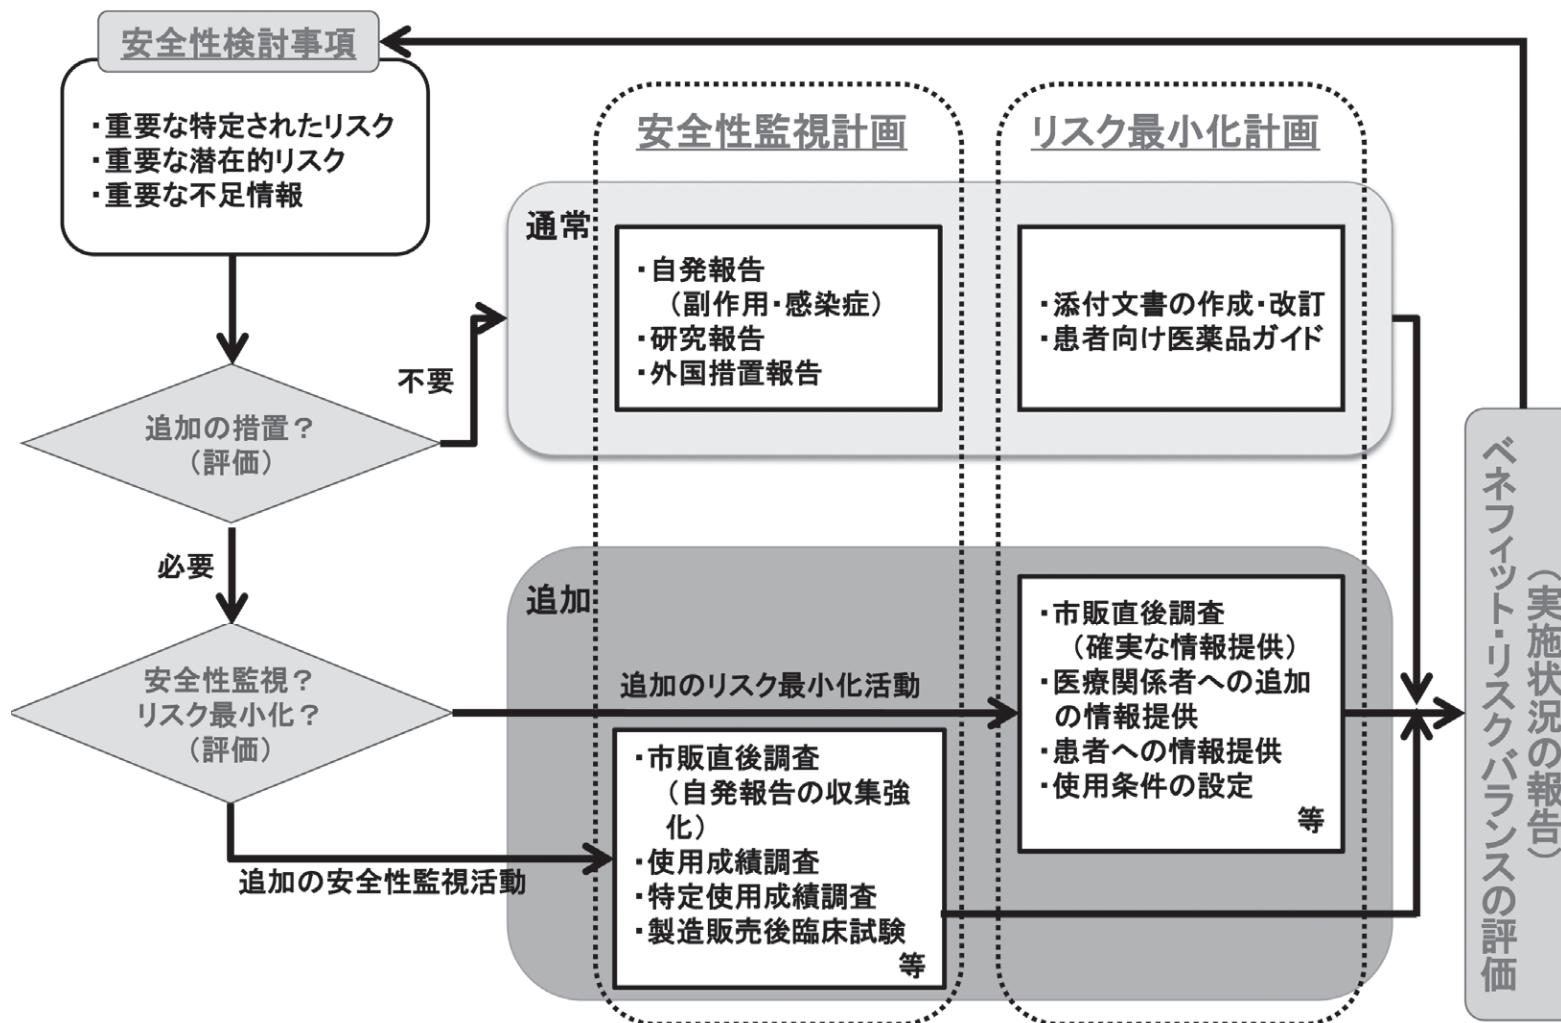 安全性検討事項
・重要な特定されたリスク
・重要な潜在的リスク
・重要な不足情報
安全性監視計画
リスク最小化計画
通常
・自発報告
（副作用・感染症）
・研究報告
・外国措置報告
・添付文書の作成・改訂
・患者向け医薬品ガイド
不要
追加の措置？
（評価）
必要
安全性監視？
リスク最小化？
（評価）
追加
追加のリスク最小化活動
・市販直後調査
（確実な情報提供）
・医療関係者への追加
の情報提供
・患者への情報提供
・使用条件の設定
等
追加の安全性監視活動
・市販直後調査
（自発報告の収集強
化）
・使用成績調査
・特定使用成績調査
・製造販売後臨床試験
等
ベネフィット・リスクバランスの評価
（実施状況の報告）